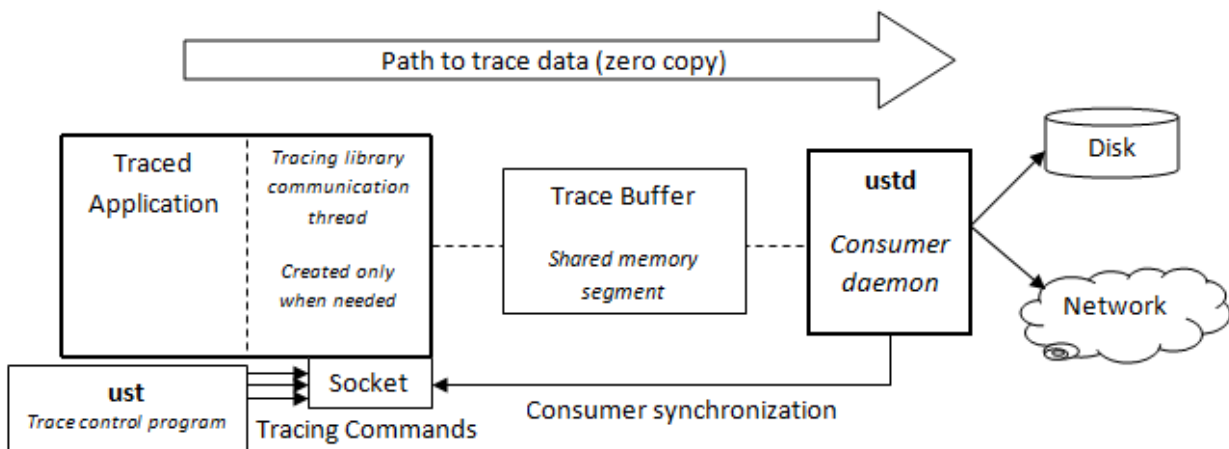 Path to trace data (zero copy)
Traced
Application
Tracing library
communication
thread
Created only
when needed
Trace Buffer
Shared memory
segment
ustd
Consumer
daemon
Disk
Network
ust
Trace control program
Socket
Tracing Commands
Consumer synchronization